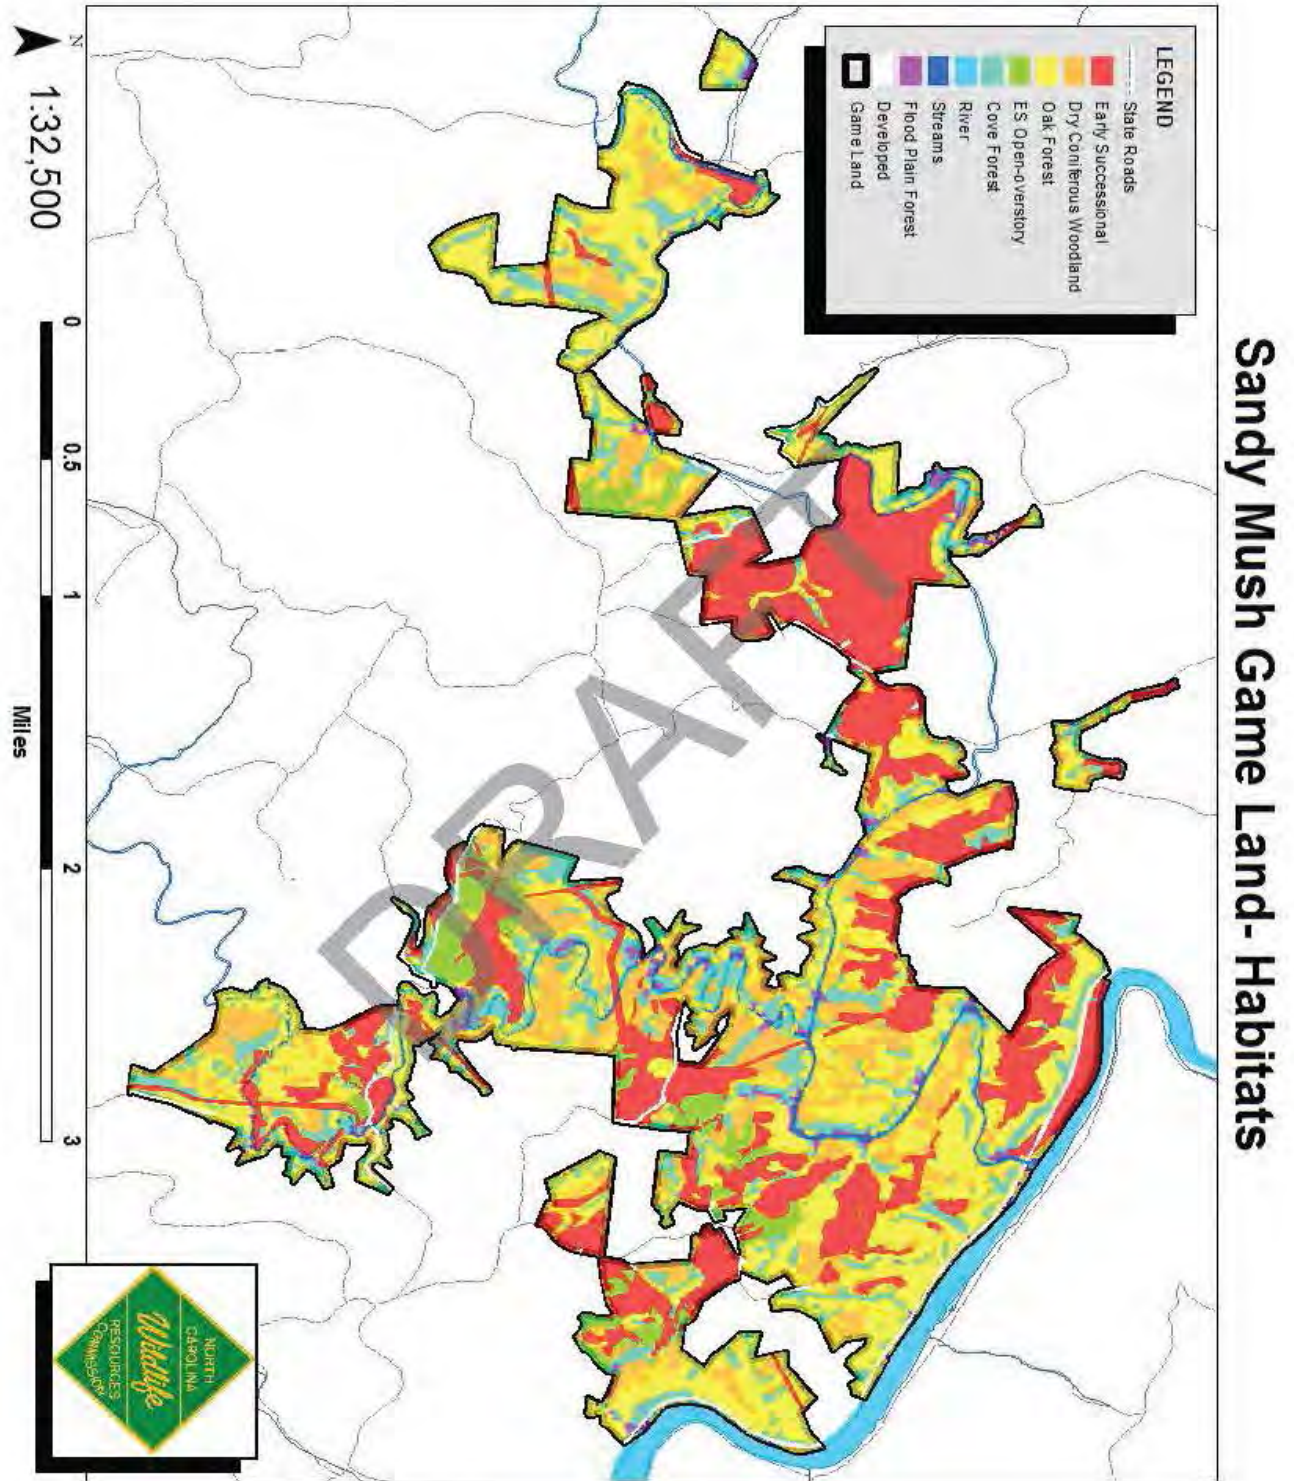 Sandy Mush Game Land- Habitats
LEGEND
State Roads
Early Successional
Dry Coniferous Woodland
Oak Forest
ES Open-overstory
Cove Forest
River
Streams
Flood Plain Forest
Developed
Game Land
DRAFT
N
1:32,500
0 0.5 1 2 3
Miles
NORTH
CAROLINA
Wildlife
RESOURCES
COMMISSION